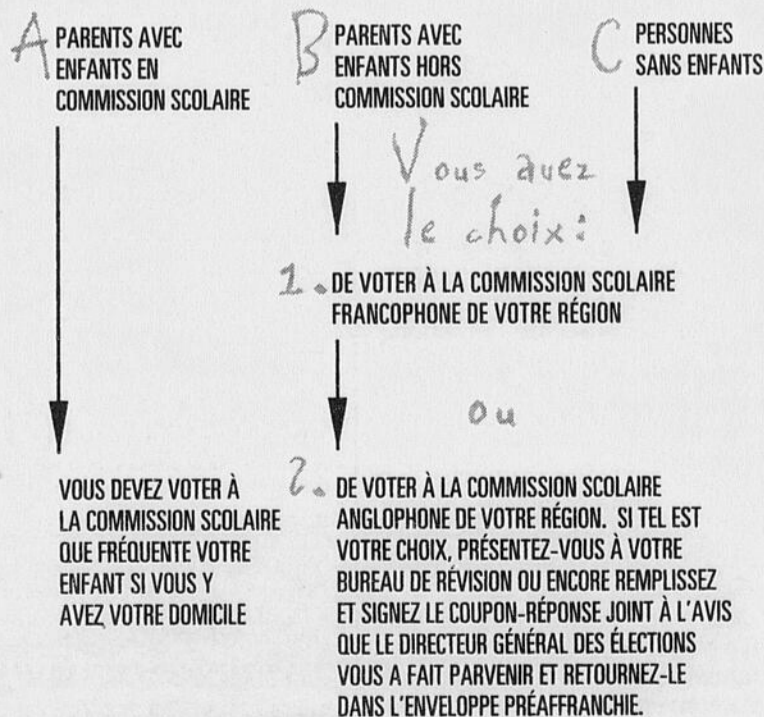 A PARENTS AVEC
ENFANTS EN
COMMISSION SCOLAIRE
B PARENTS AVEC
ENFANTS HORS
COMMISSION SCOLAIRE
C PERSONNES
SANS ENFANTS
Vous avez
le choix:
1. DE VOTER À LA COMMISSION SCOLAIRE
FRANCOPHONE DE VOTRE RÉGION
ou
VOUS DEVEZ VOTER À
LA COMMISSION SCOLAIRE
QUE FRÉQUENTE VOTRE
ENFANT SI VOUS Y
AVEZ VOTRE DOMICILE
2. DE VOTER À LA COMMISSION SCOLAIRE
ANGLOPHONE DE VOTRE RÉGION. SI TEL EST
VOTRE CHOIX, PRÉSENTEZ-VOUS À VOTRE
BUREAU DE RÉVISION OU ENCORE REMPLISSEZ
ET SIGNEZ LE COUPON-RÉPONSE JOINT À L'AVIS
QUE LE DIRECTEUR GÉNÉRAL DES ÉLECTIONS
VOUS A FAIT PARVENIR ET RETOURNEZ-LE
DANS L'ENVELOPPE PRÉAFFRANCHIE.